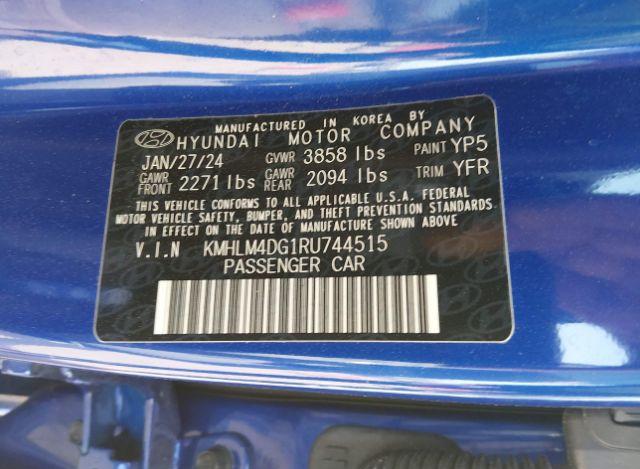 MANUFACTURED IN KOREA BY
HYUNDAI MOTOR COMPANY
JAN/27/24 GVWR 3858 lbs PAINT YP5
GAWR FRONT 2271 lbs GAWR REAR 2094 lbs TRIM YFR
THIS VEHICLE CONFORMS TO ALL APPLICABLE U.S.A. FEDERAL
MOTOR VEHICLE SAFETY, BUMPER, AND THEFT PREVENTION STANDARDS
IN EFFECT ON THE DATE OF MANUFACTURE SHOWN ABOVE
V.I.N KMHLM4DG1RU744515
PASSENGER CAR